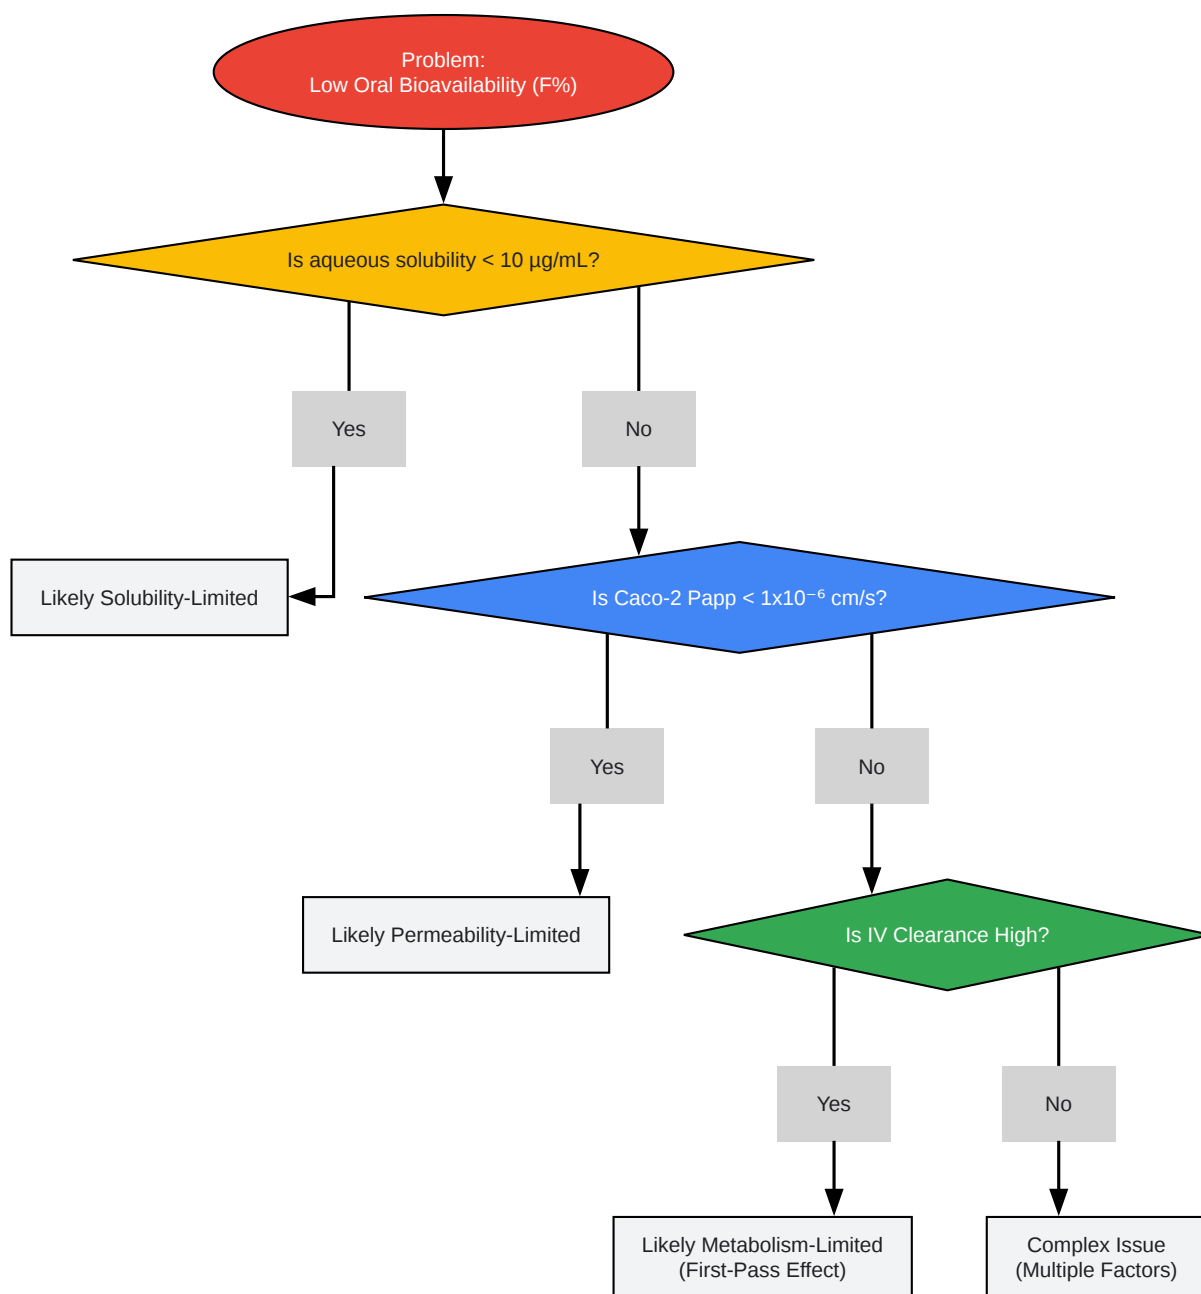 Problem:
Low Oral Bioavailability (F%)
Is aqueous solubility < 10 µg/mL?
Yes
No
Likely Solubility-Limited
Is Caco-2 Papp < 1x10⁻⁶ cm/s?
Yes
No
Likely Permeability-Limited
Is IV Clearance High?
Yes
No
Likely Metabolism-Limited
(First-Pass Effect)
Complex Issue
(Multiple Factors)